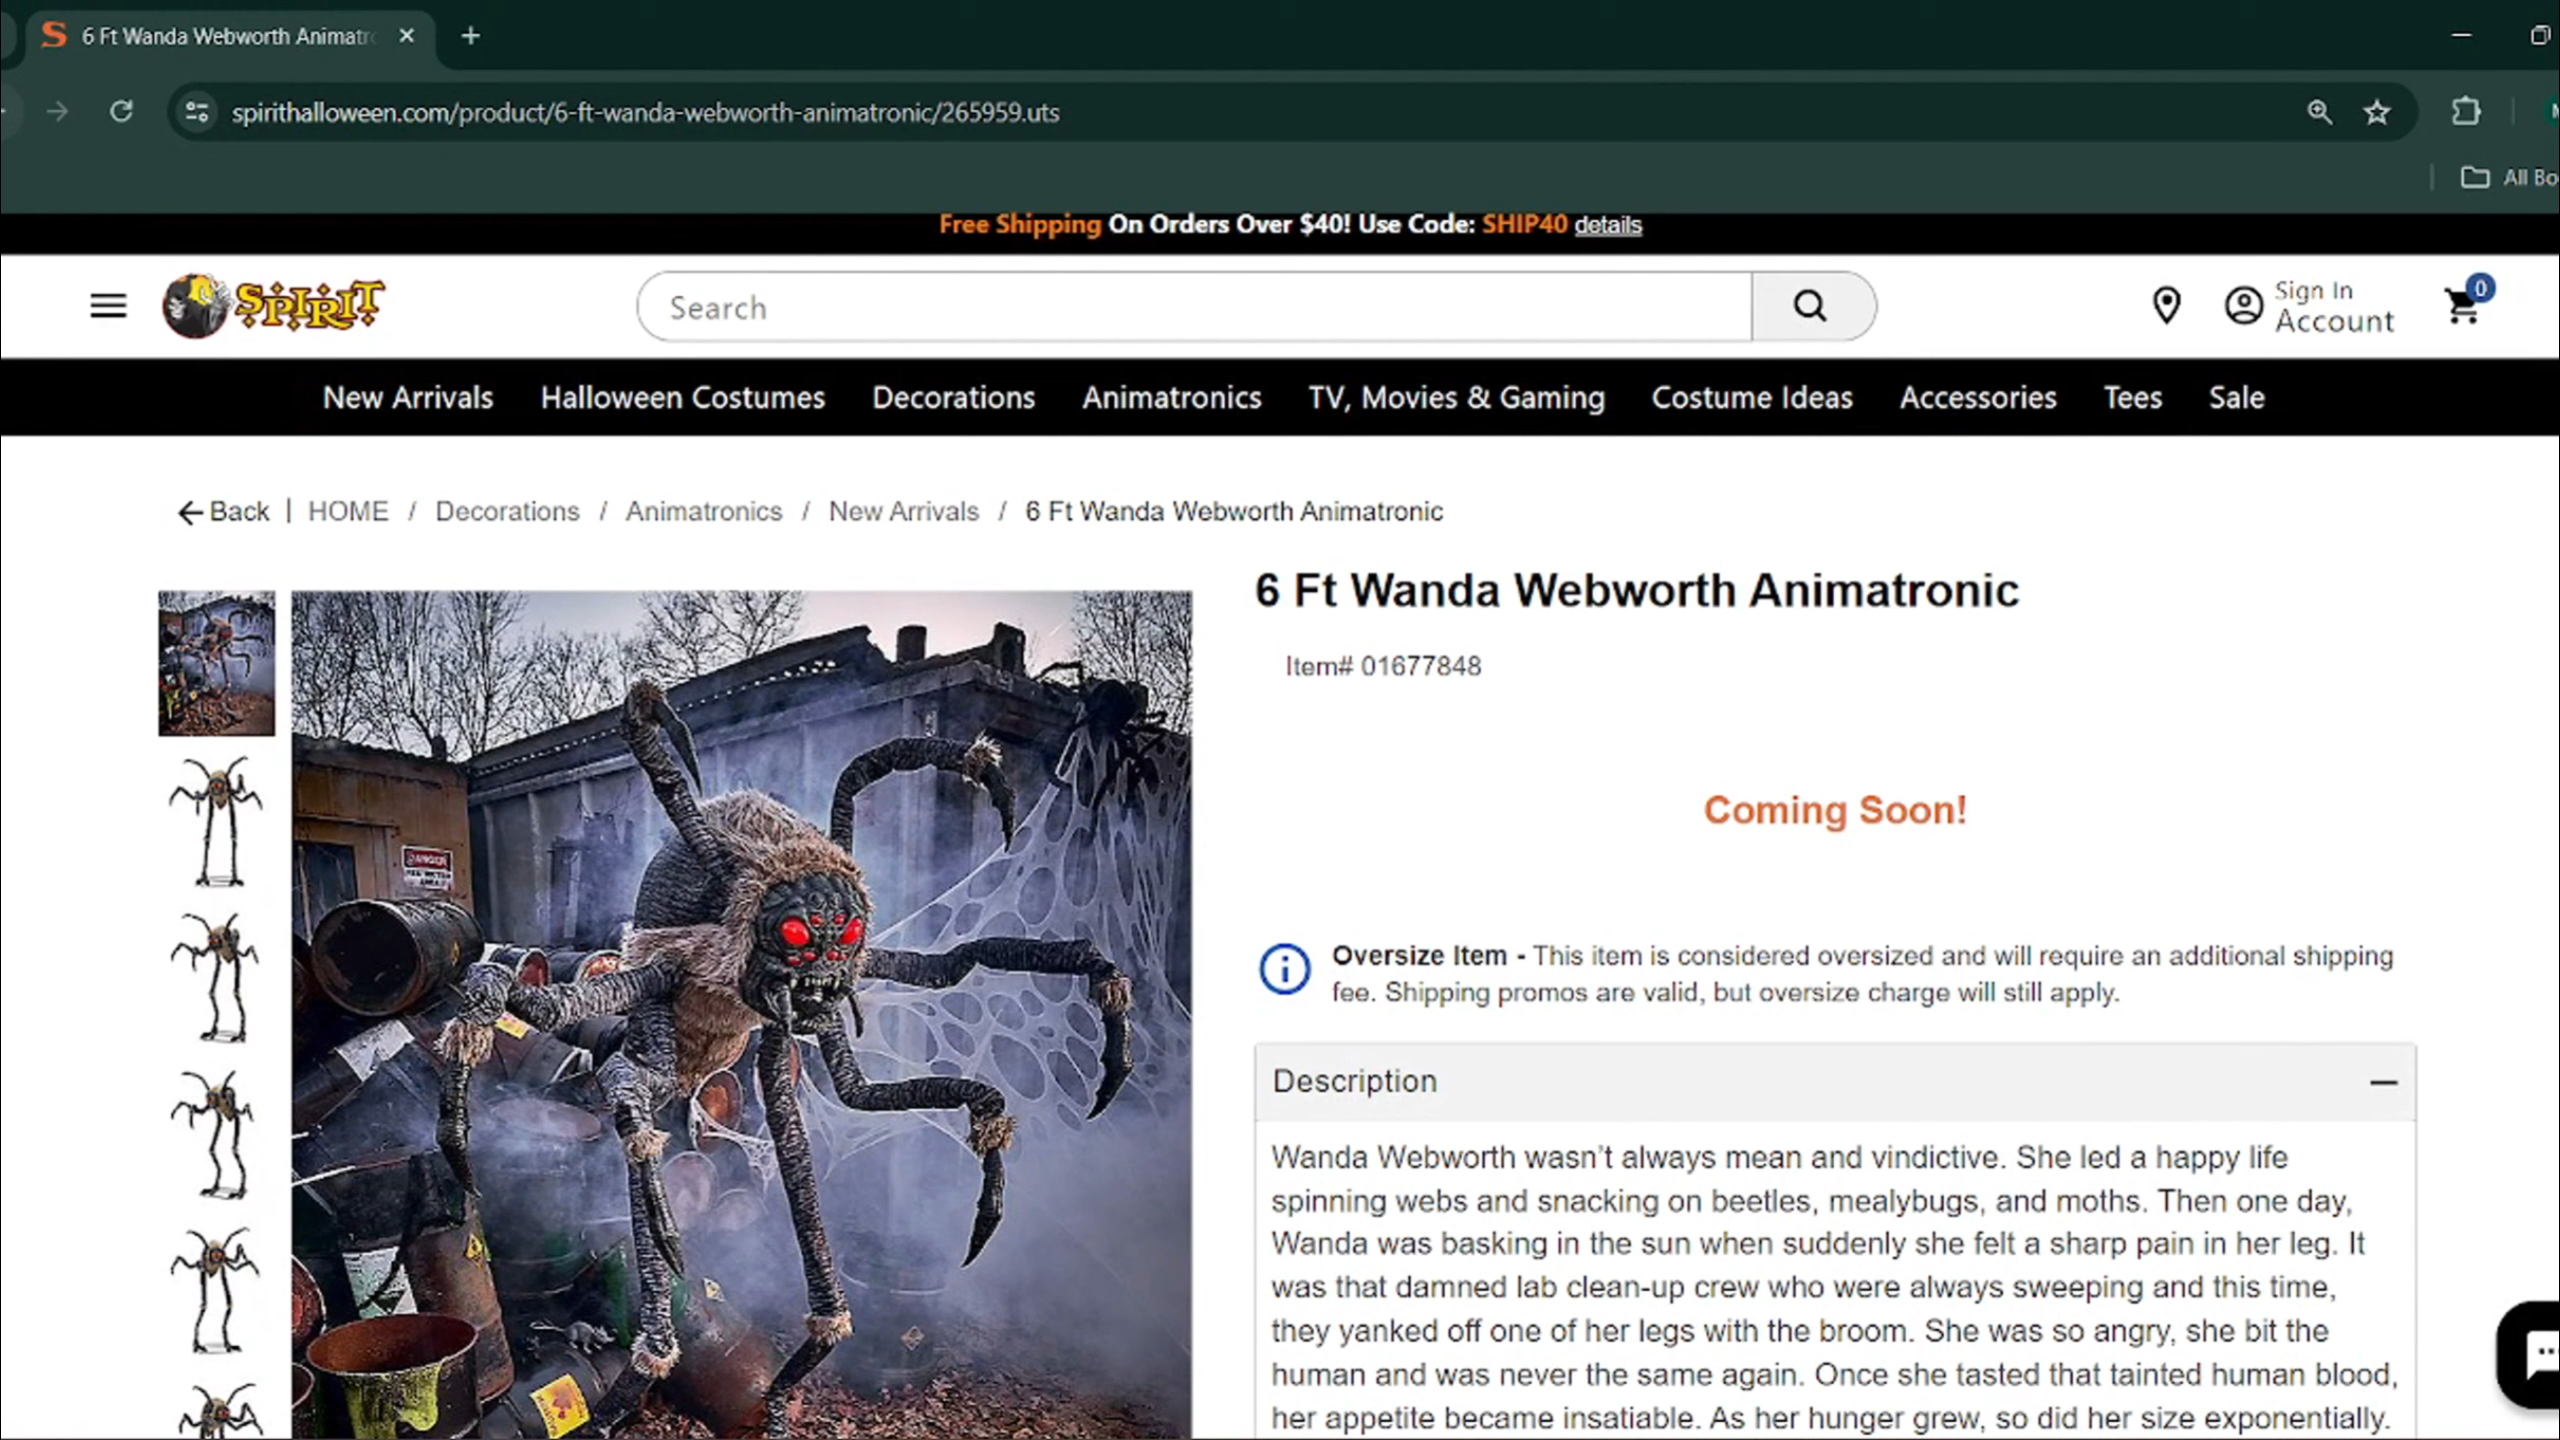 6 Ft Wanda Webworth Animatr
spirithalloween.com/product/6-ft-wanda-webworth-animatronic/265959.uts
All Bo
Free Shipping On Orders Over $40! Use Code: SHIP40 details
SPIRIT
Search
Sign In
Account
0
New Arrivals Halloween Costumes Decorations Animatronics TV, Movies & Gaming Costume Ideas Accessories Tees Sale
Back | HOME / Decorations / Animatronics / New Arrivals / 6 Ft Wanda Webworth Animatronic
6 Ft Wanda Webworth Animatronic
Item# 01677848
Coming Soon!
DANGER
Oversize Item - This item is considered oversized and will require an additional shipping
fee. Shipping promos are valid, but oversize charge will still apply.
Description
Wanda Webworth wasn’t always mean and vindictive. She led a happy life
spinning webs and snacking on beetles, mealybugs, and moths. Then one day,
Wanda was basking in the sun when suddenly she felt a sharp pain in her leg. It
was that damned lab clean-up crew who were always sweeping and this time,
they yanked off one of her legs with the broom. She was so angry, she bit the
human and was never the same again. Once she tasted that tainted human blood,
her appetite became insatiable. As her hunger grew, so did her size exponentially.